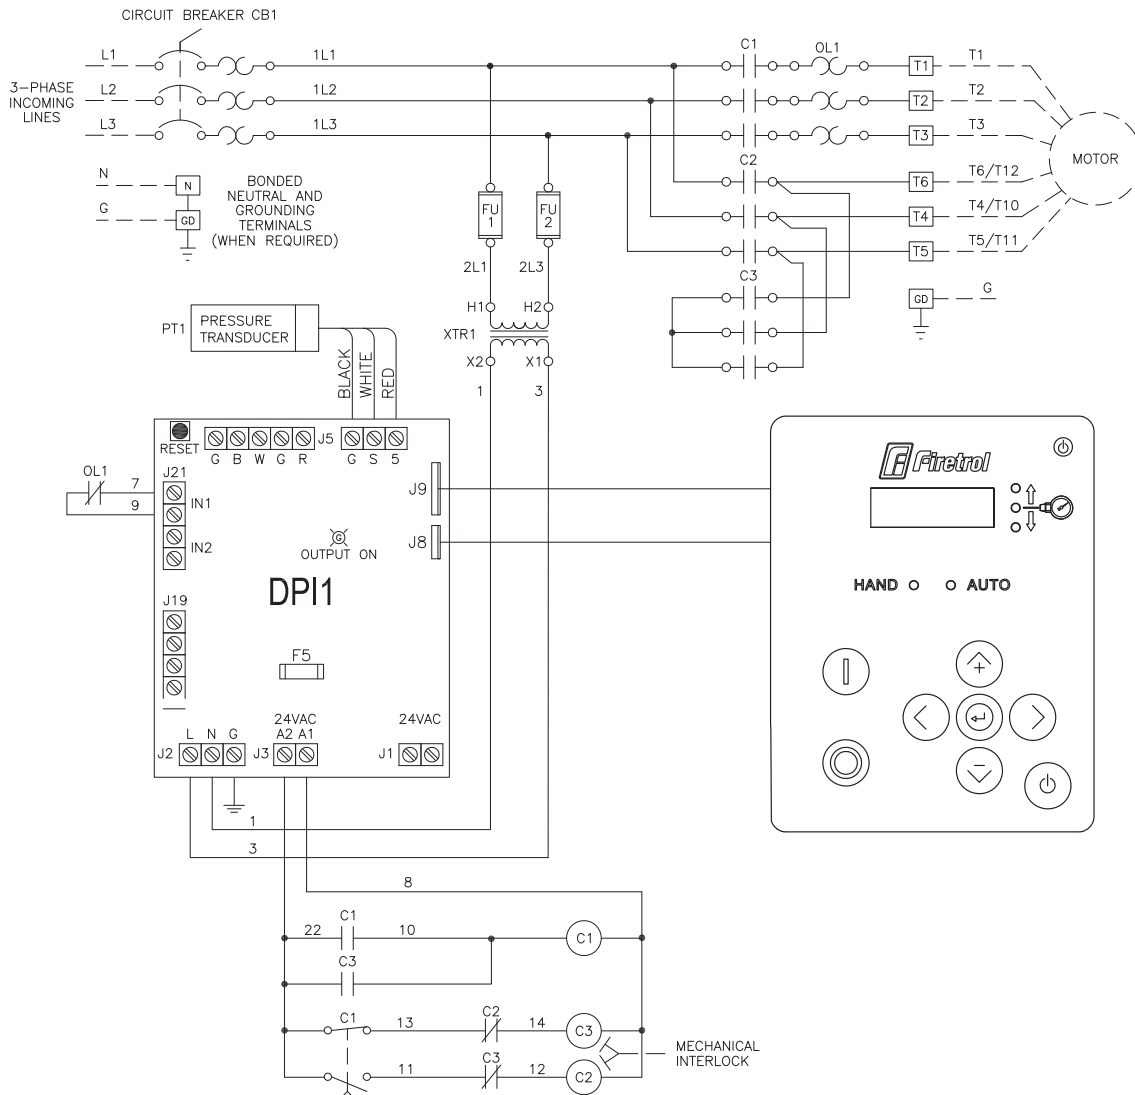 CIRCUIT BREAKER CB1
L1
1L1
C1
OL1
T1
T1
3-PHASE
INCOMING
LINES
L2
1L2
T2
T2
L3
1L3
T3
T3
MOTOR
N
N
G
GD
BONDED
NEUTRAL AND
GROUNDING
TERMINALS
(WHEN REQUIRED)
C2
T6
T6/T12
FU
1
FU
2
T4
T4/T10
T5
T5/T11
2L1
2L3
C3
GD
G
H1
H2
XTR1
X2
X1
1
3
PT1
PRESSURE
TRANSDUCER
BLACK
WHITE
RED
RESET
G B W G R
J5
G S 5
OL1
7
9
J21
IN1
IN2
J9
J8
OUTPUT ON
G
DPI1
J19
F5
24VAC
A2 A1
24VAC
J2
L N G
J3
J1
Firetrol
HAND
AUTO
1
3
8
C1
22
10
C1
C3
C1
13
C2
14
C3
11
C3
12
C2
MECHANICAL
INTERLOCK